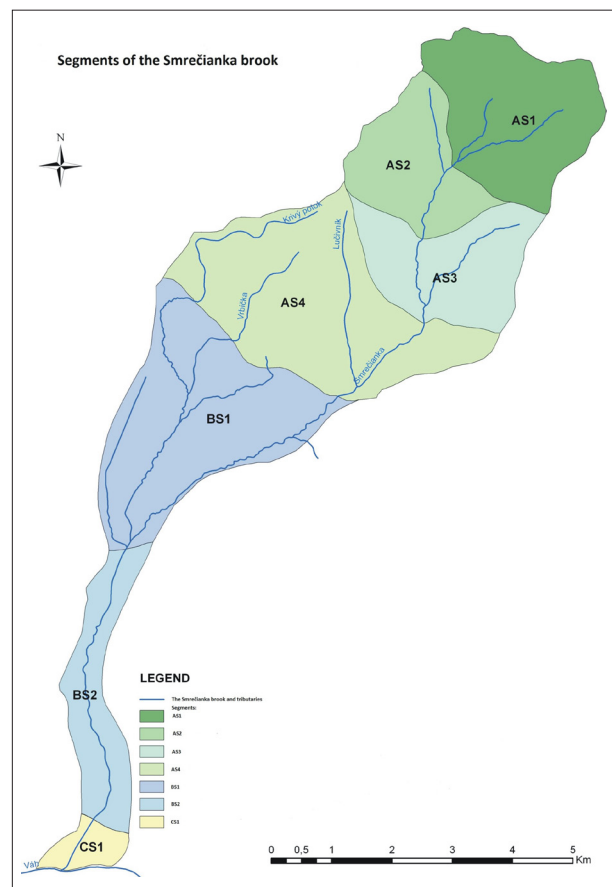 Segments of the Smrečianka brook
N
AS1
AS2
Krivý potok
Lučivník
AS3
Vrbička
AS4
Smrečianka
BS1
BS2
CS1
Váh
LEGEND
The Smrečianka brook and tributaries
Segments:
AS1
AS2
AS3
AS4
BS1
BS2
CS1
0 0,5 1 2 3 4 5
Km